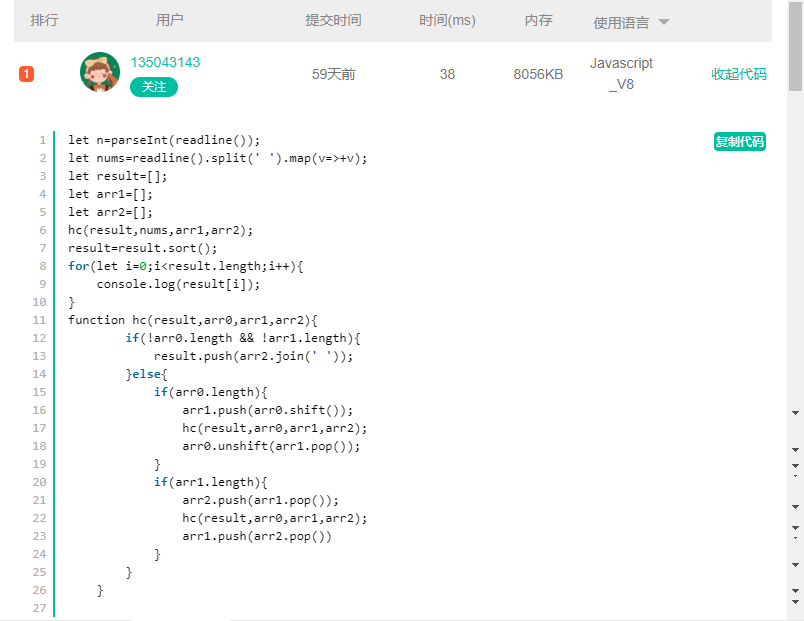 排行 用户 提交时间 时间(ms) 内存 使用语言
1 135043143 59天前 38 8056KB Javascript _V8 收起代码
关注
复制代码
1 let n=parseInt(readline());
2 let nums=readline().split(' ').map(v=>+v);
3 let result=[];
4 let arr1=[];
5 let arr2=[];
6 hc(result,nums,arr1,arr2);
7 result=result.sort();
8 for(let i=0;i<result.length;i++){
9     console.log(result[i]);
10 }
11 function hc(result,arr0,arr1,arr2){
12         if(!arr0.length && !arr1.length){
13             result.push(arr2.join(' '));
14         }else{
15             if(arr0.length){
16                 arr1.push(arr0.shift());
17                 hc(result,arr0,arr1,arr2);
18                 arr0.unshift(arr1.pop());
19             }
20             if(arr1.length){
21                 arr2.push(arr1.pop());
22                 hc(result,arr0,arr1,arr2);
23                 arr1.push(arr2.pop())
24             }
25         }
26     }
27